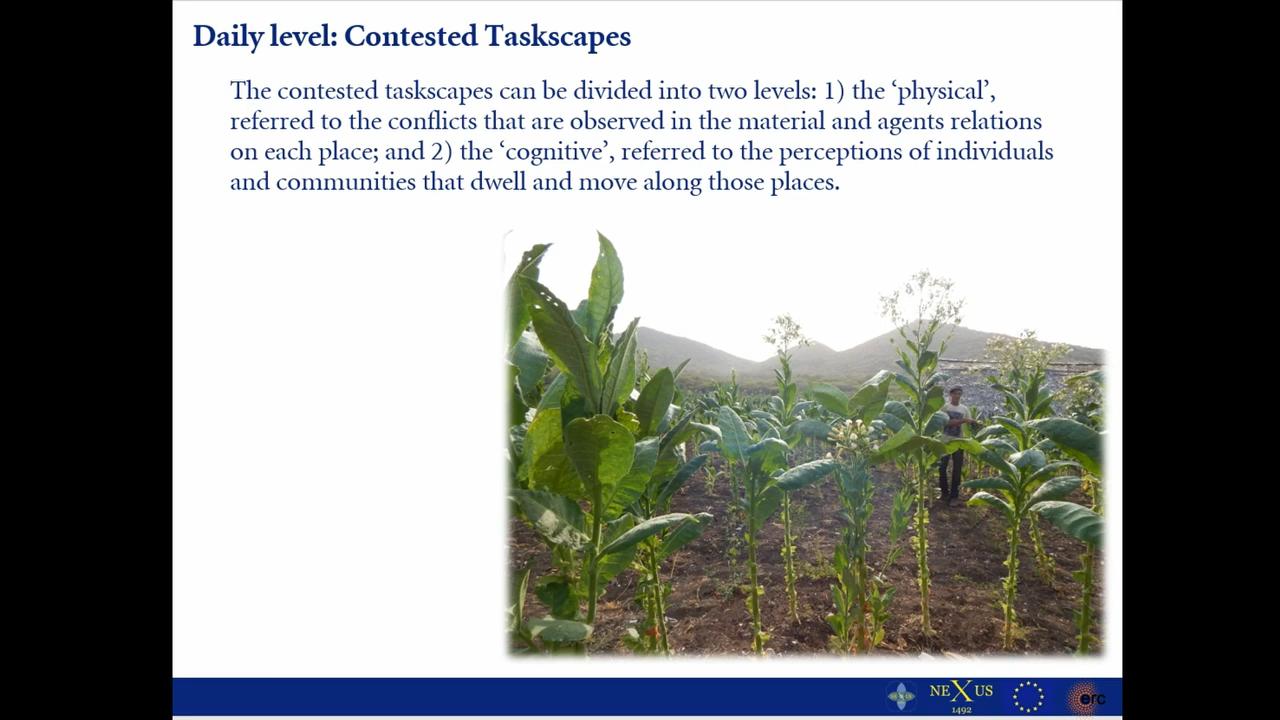 Daily level: Contested Taskscapes
The contested taskscapes can be divided into two levels: 1) the ‘physical’,
referred to the conflicts that are observed in the material and agents relations
on each place; and 2) the ‘cognitive’, referred to the perceptions of individuals
and communities that dwell and move along those places.
NEXUS
1492
erc